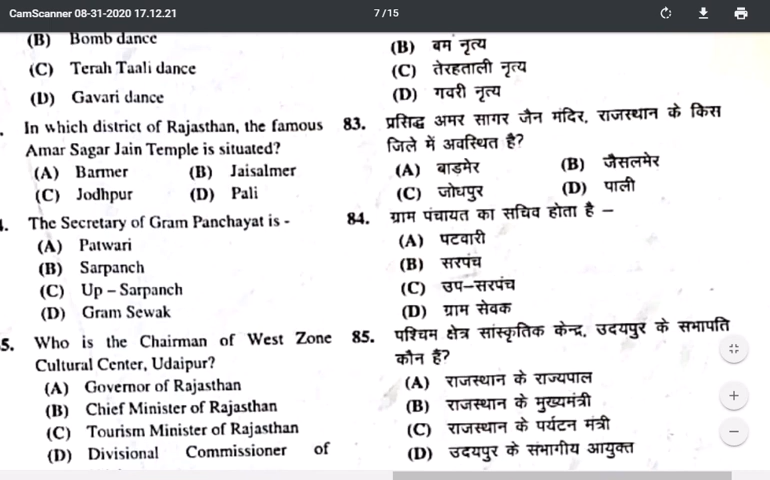 CamScanner 08-31-2020 17.12.21
7 / 15
(B) Bomb dance
(C) Terah Taali dance
(D) Gavari dance
In which district of Rajasthan, the famous
Amar Sagar Jain Temple is situated?
(A) Barmer (B) Jaisalmer
(C) Jodhpur (D) Pali
The Secretary of Gram Panchayat is -
(A) Patwari
(B) Sarpanch
(C) Up – Sarpanch
(D) Gram Sewak
5. Who is the Chairman of West Zone
Cultural Center, Udaipur?
(A) Governor of Rajasthan
(B) Chief Minister of Rajasthan
(C) Tourism Minister of Rajasthan
(D) Divisional Commissioner of
(B) बम नृत्य
(C) तेरहताली नृत्य
(D) गवरी नृत्य
83. प्रसिद्ध अमर सागर जैन मंदिर, राजस्थान के किस
जिले में अवस्थित है?
(A) बाडमेर (B) जैसलमेर
(C) जोधपुर (D) पाली
84. ग्राम पंचायत का सचिव होता है –
(A) पटवारी
(B) सरपंच
(C) उप–सरपंच
(D) ग्राम सेवक
85. पश्चिम क्षेत्र सांस्कृतिक केन्द्र, उदयपुर के सभापति
कौन हैं?
(A) राजस्थान के राज्यपाल
(B) राजस्थान के मुख्यमंत्री
(C) राजस्थान के पर्यटन मंत्री
(D) उदयपुर के संभागीय आयुक्त